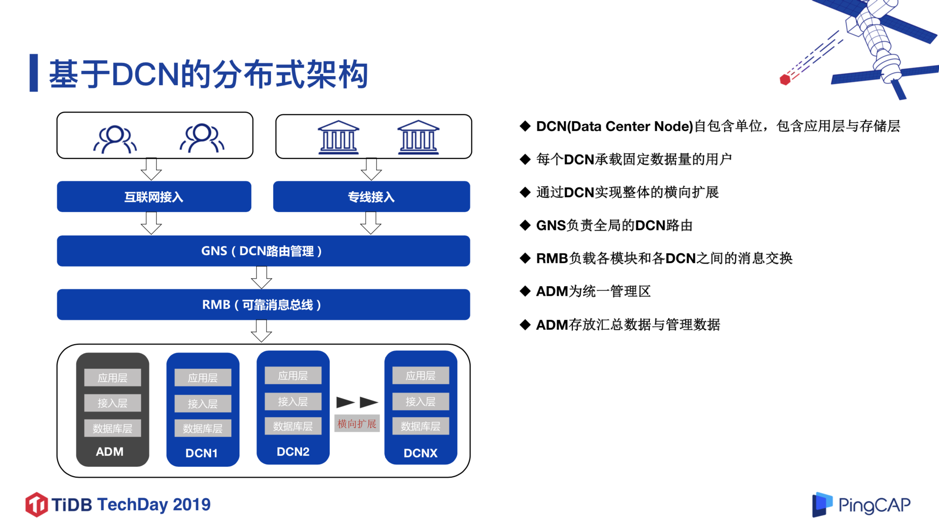 基于DCN的分布式架构
互联网接入
专线接入
GNS（DCN路由管理）
RMB（可靠消息总线）
应用层
接入层
数据库层
ADM
应用层
接入层
数据库层
DCN1
应用层
接入层
数据库层
DCN2
横向扩展
应用层
接入层
数据库层
DCNX
◆ DCN(Data Center Node)自包含单位，包含应用层与存储层
◆ 每个DCN承载固定数据量的用户
◆ 通过DCN实现整体的横向扩展
◆ GNS负责全局的DCN路由
◆ RMB负载各模块和各DCN之间的消息交换
◆ ADM为统一管理区
◆ ADM存放汇总数据与管理数据
TiDB TechDay 2019
PingCAP